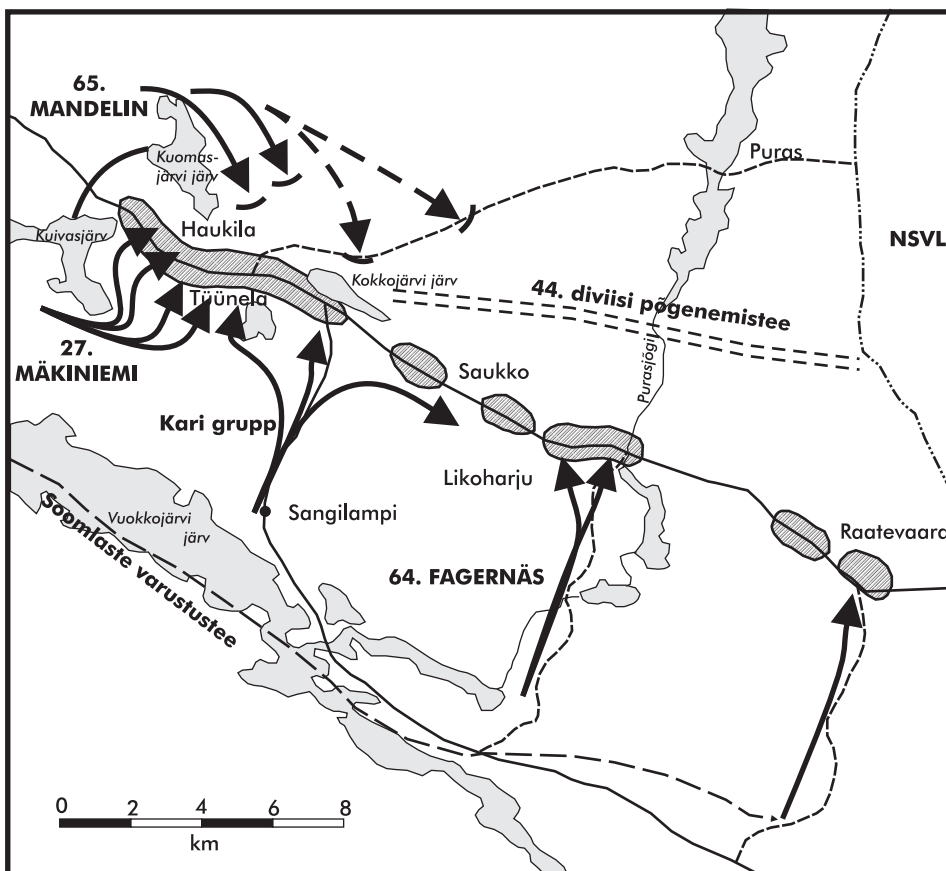 65.
MANDELIN
Kuomas-
järvi järv
Puras
Kuivasjärv
Haukila
NSVL
Kokkojärvi järv
Tüünela
44. diviisi põgenemistee
27.
MÄKINIEMI
Purasjõgi
Saukko
Kari grupp
Likoharju
Sangilampi
Vuokkojärvi
järv
Raatevaara
Soomlaste varustustee
64. FAGERNÄS
0 2 4 6 8
km